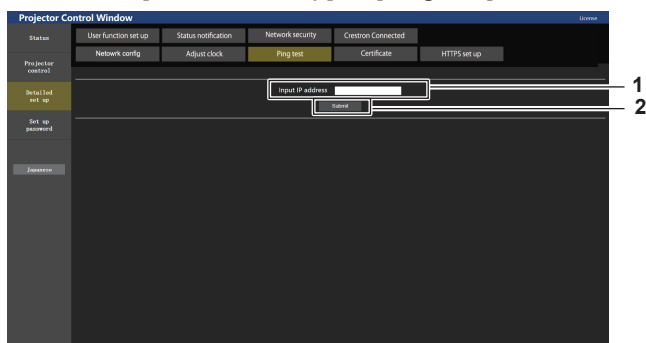 Projector Control Window
License
Status
User function set up
Status notification
Network security
Crestron Connected
Netowrk config
Adjust clock
Ping test
Certificate
HTTPS set up
Projector
control
Detailed
set up
Set up
password
Japanese
Input IP address
Submit
1
2